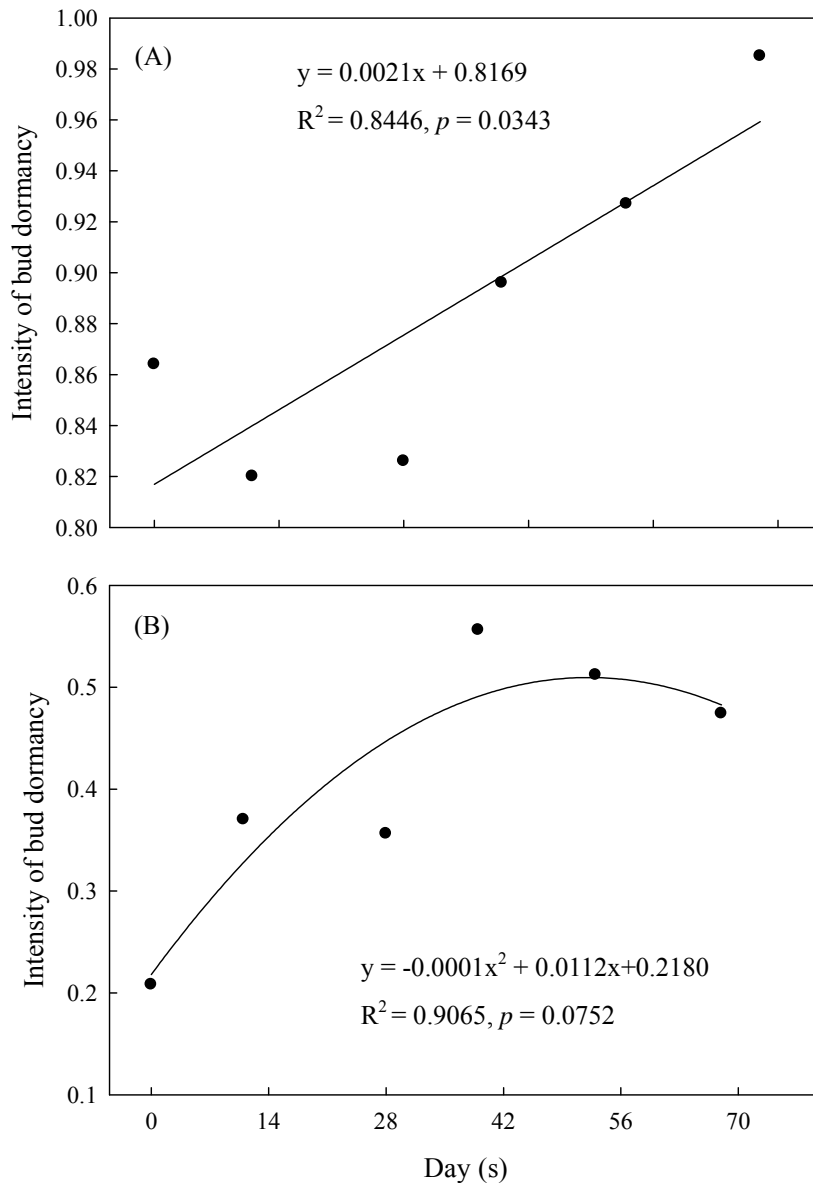 1.00
(A)
y = 0.0021x + 0.8169
0.98
R² = 0.8446, p = 0.0343
0.96
0.94
0.92
0.90
0.88
0.86
0.84
0.82
0.80
Intensity of bud dormancy
0.6
(B)
0.5
0.4
0.3
0.2
0.1
Intensity of bud dormancy
y = -0.0001x² + 0.0112x+0.2180
R² = 0.9065, p = 0.0752
0 14 28 42 56 70
Day (s)